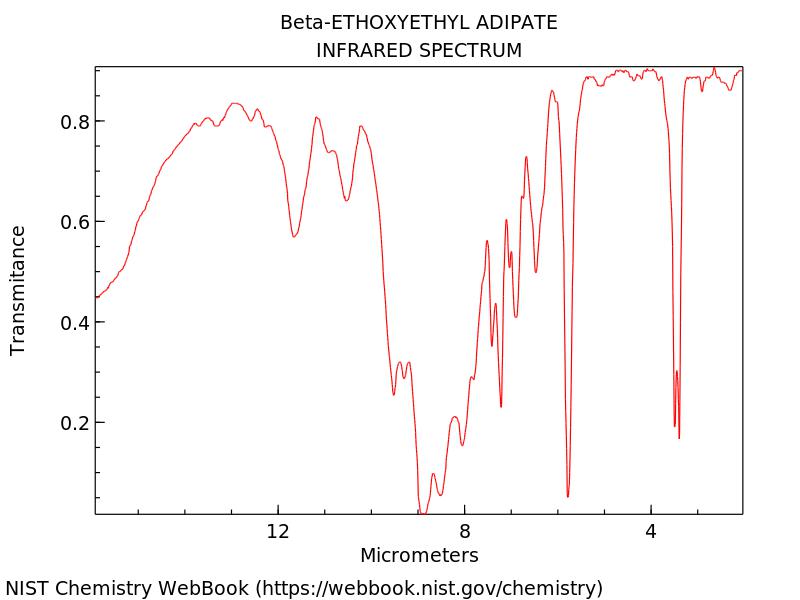 Beta-ETHOXYETHYL ADIPATE
INFRARED SPECTRUM
0.8
0.6
0.4
0.2
Transmitance
12
8
4
Micrometers
NIST Chemistry WebBook (https://webbook.nist.gov/chemistry)